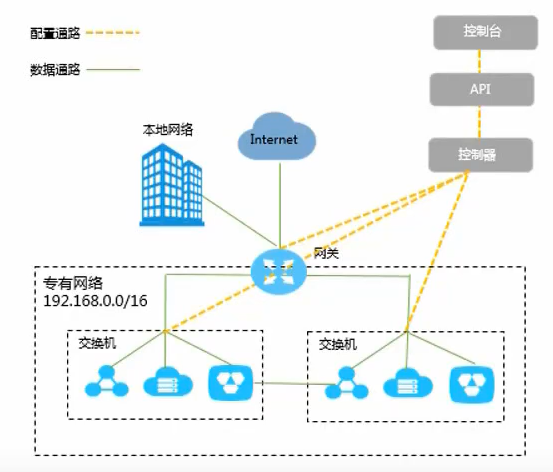 配置通路
数据通路
控制台
API
控制器
本地网络
Internet
网关
专有网络
192.168.0.0/16
交换机
交换机